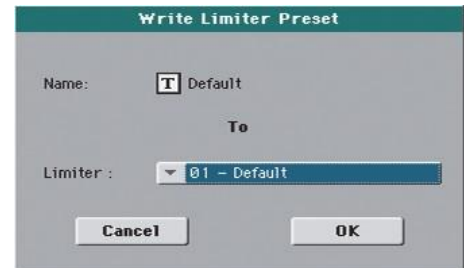 Write Limiter Preset
Name: T Default
To
Limiter : 01 - Default
Cancel OK